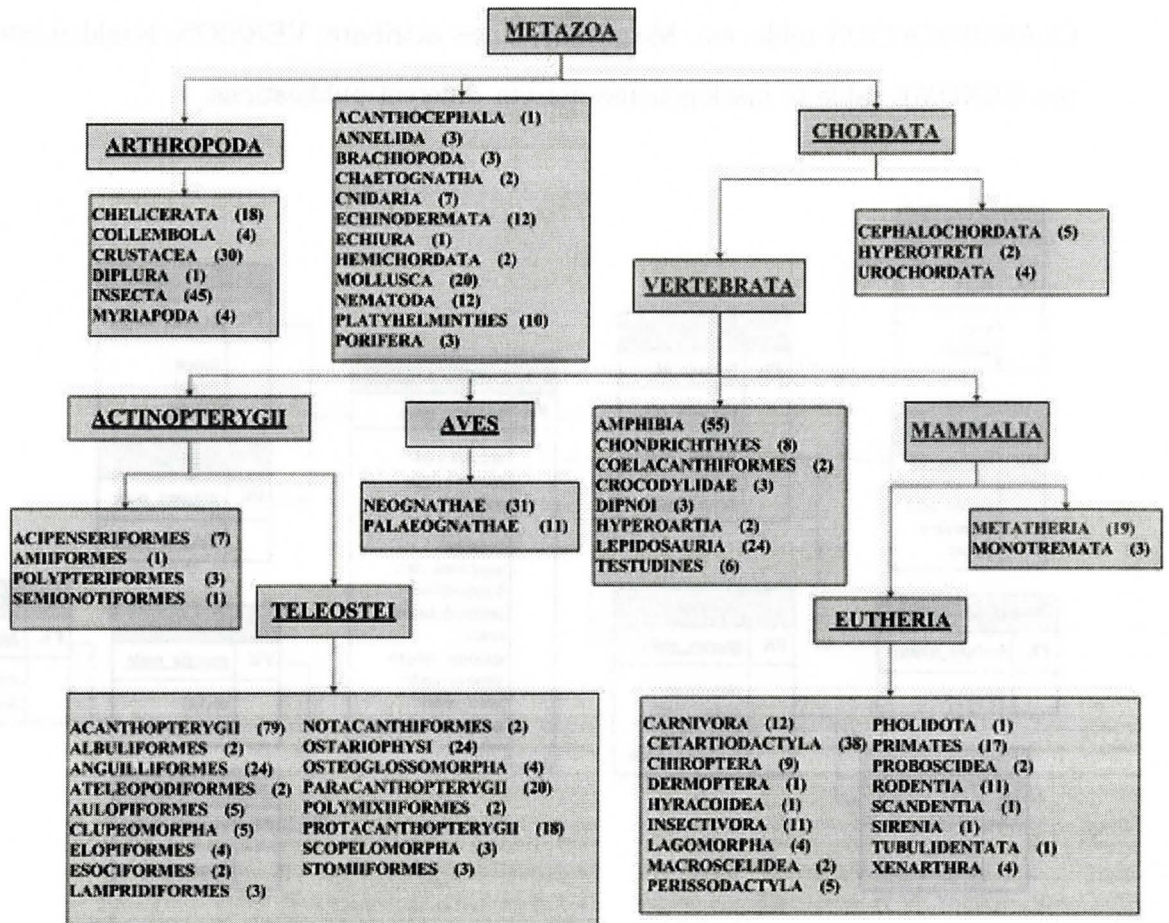 METAZOA
ARTHROPODA
CHELICERATA (18)
COLLEMBOLA (4)
CRUSTACEA (30)
DIPLURA (1)
INSECTA (45)
MYRIAPODA (4)
ACANTHOCEPHALA (1)
ANNELIDA (3)
BRACHIOPODA (3)
CHAETOGNATHA (2)
CNIDARIA (7)
ECHINODERMATA (12)
ECHIURA (1)
HEMICHORDATA (2)
MOLLUSCA (20)
NEMATODA (12)
PLATYHELMINTHES (10)
PORIFERA (3)
CHORDATA
CEPHALOCHORDATA (5)
HYPEROTRETI (2)
UROCHORDATA (4)
VERTEBRATA
ACTINOPTERYGII
ACIPENSERIFORMES (7)
AMIIFORMES (1)
POLYPTERIFORMES (3)
SEMIONOTIFORMES (1)
AVES
NEOGNATHAE (31)
PALAEOGNATHAE (11)
AMPHIBIA (55)
CHONDRICHTHYES (8)
COELACANTHIFORMES (2)
CROCODYLIDAE (3)
DIPNOI (3)
HYPEROARTIA (2)
LEPIDOSAURIA (24)
TESTUDINES (6)
MAMMALIA
METATHERIA (19)
MONOTREMATA (3)
TELEOSTEI
ACANTHOPTERYGII (79)
ALBULIFORMES (2)
ANGUILLIFORMES (24)
ATELEOPODIFORMES (2)
AULOPIFORMES (5)
CLUPEOMORPHA (5)
ELOPIFORMES (4)
ESOCIFORMES (2)
LAMPRIDIFORMES (3)
NOTACANTHIFORMES (2)
OSTARIOPHYSI (24)
OSTEOGLOSSOMORPHA (4)
PARACANTHOPTERYGII (20)
POLYMIXIIFORMES (2)
PROTACANTHOPTERYGII (18)
SCOPELOMORPHA (3)
STOMIIFORMES (3)
EUTHERIA
CARNIVORA (12)
CETARTIODACTYLA (38)
CHIROPTERA (9)
DERMOPTERA (1)
HYRACOIDEA (1)
INSECTIVORA (11)
LAGOMORPHA (4)
MACROSCELIDEA (2)
PERISSODACTYLA (5)
PHOLIDOTA (1)
PRIMATES (17)
PROBOSCIDEA (2)
RODENTIA (11)
SCANDENTIA (1)
SIRENIA (1)
TUBULIDENTATA (1)
XENARTHRA (4)